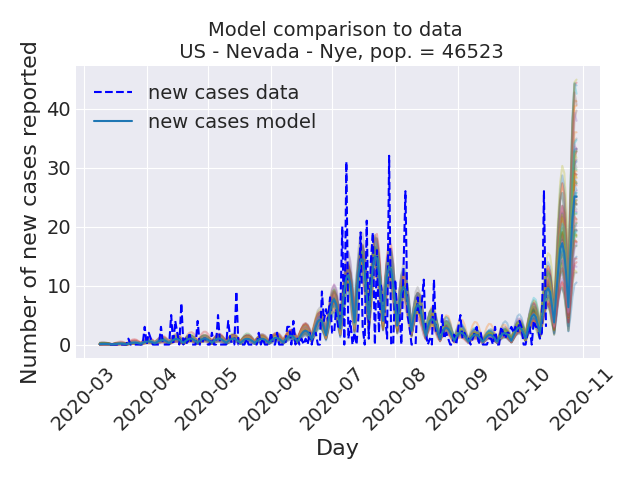 Model comparison to data
US - Nevada - Nye, pop. = 46523
Number of new cases reported
40
30
20
10
0
new cases data
new cases model
2020-03
2020-04
2020-05
2020-06
2020-07
2020-08
2020-09
2020-10
2020-11
Day